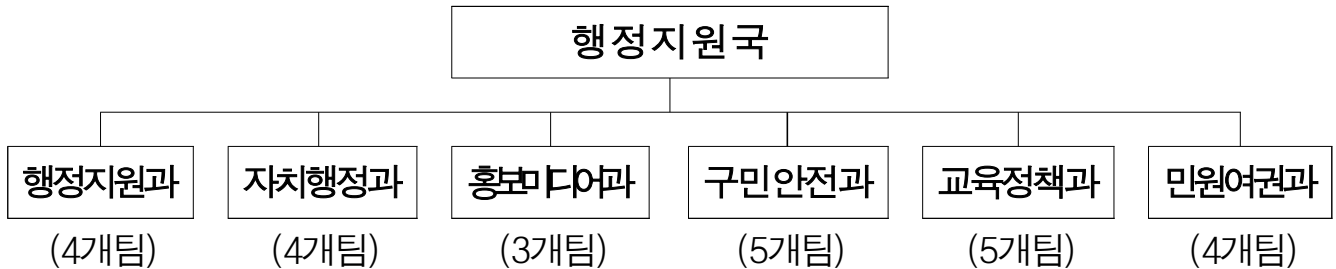 행정지원국
행정지원과 자치행정과 홍보미디어과 구민안전과 교육정책과 민원여권과
(4개팀) (4개팀) (3개팀) (5개팀) (5개팀) (4개팀)